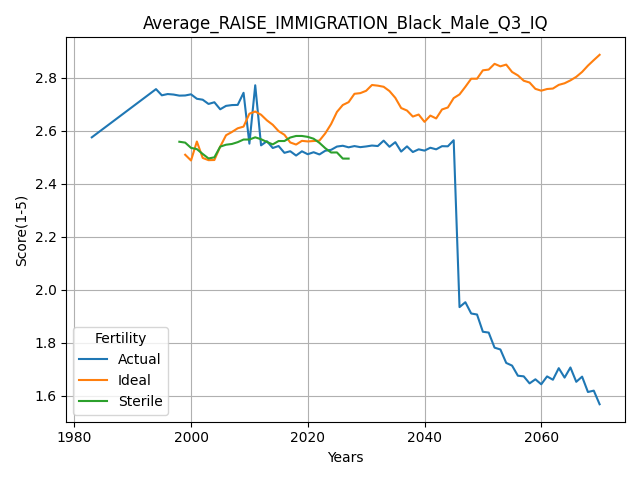 Average_RAISE_IMMIGRATION_Black_Male_Q3_IQ
Score(1-5)
2.8
2.6
2.4
2.2
2.0
1.8
1.6
Fertility
Actual
Ideal
Sterile
1980 2000 2020 2040 2060
Years